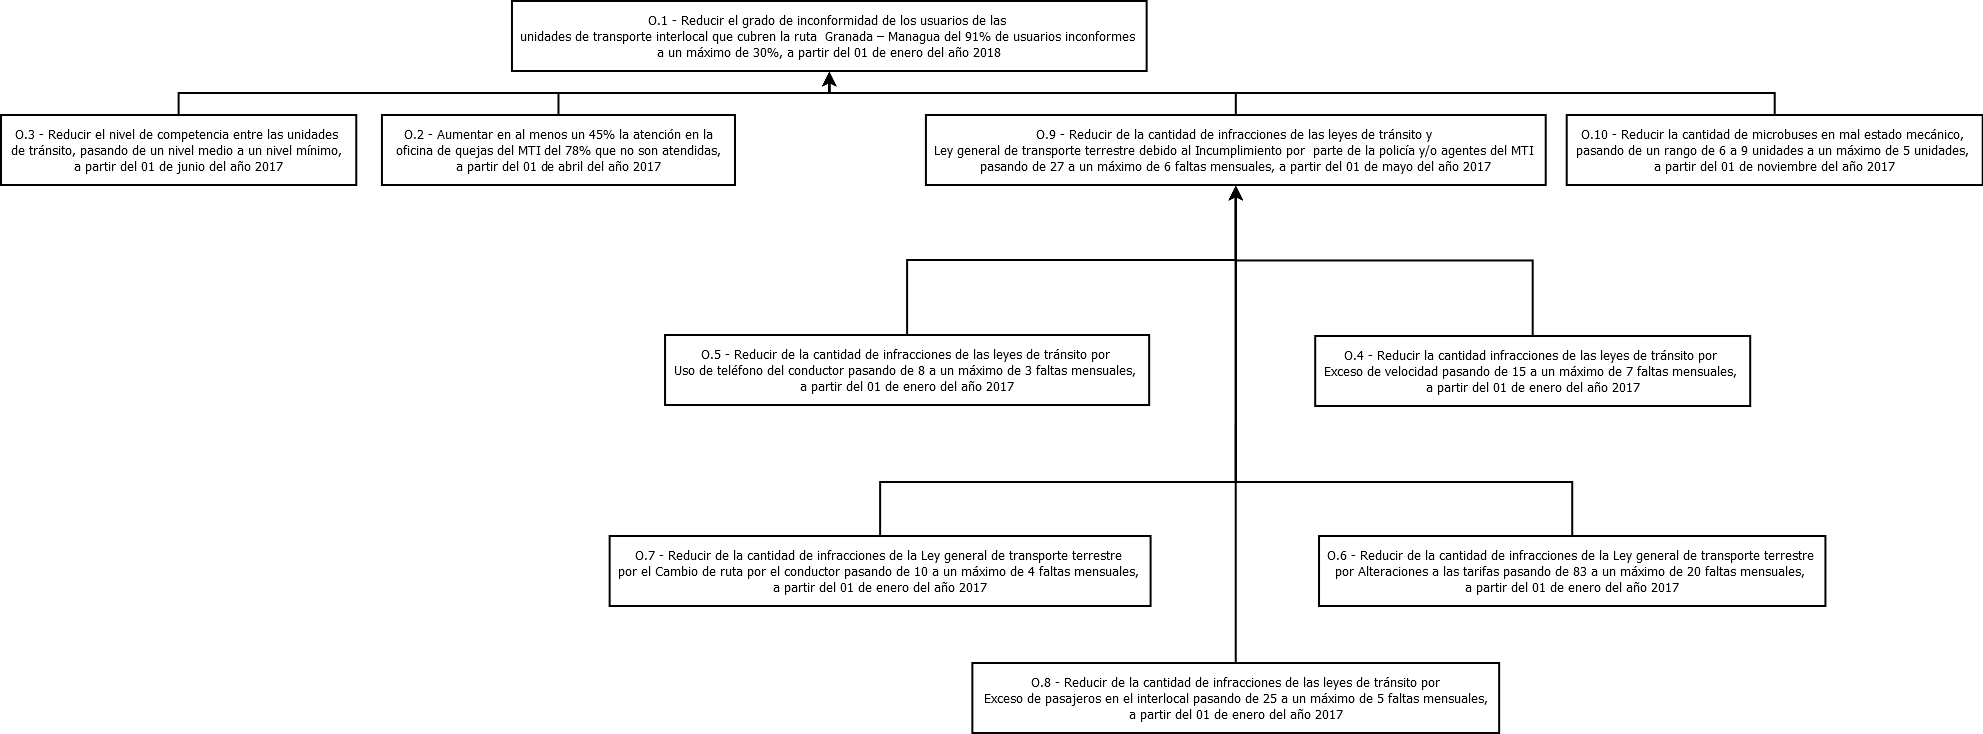 O.1 - Reducir el grado de inconformidad de los usuarios de las
unidades de transporte interlocal que cubren la ruta  Granada – Managua del 91% de usuarios inconformes
a un máximo de 30%, a partir del 01 de enero del año 2018
O.3 - Reducir el nivel de competencia entre las unidades
de tránsito, pasando de un nivel medio a un nivel mínimo,
a partir del 01 de junio del año 2017
O.2 - Aumentar en al menos un 45% la atención en la
oficina de quejas del MTI del 78% que no son atendidas,
a partir del 01 de abril del año 2017
O.9 - Reducir de la cantidad de infracciones de las leyes de tránsito y
Ley general de transporte terrestre debido al Incumplimiento por  parte de la policía y/o agentes del MTI
pasando de 27 a un máximo de 6 faltas mensuales, a partir del 01 de mayo del año 2017
O.10 - Reducir la cantidad de microbuses en mal estado mecánico,
pasando de un rango de 6 a 9 unidades a un máximo de 5 unidades,
a partir del 01 de noviembre del año 2017
O.5 - Reducir de la cantidad de infracciones de las leyes de tránsito por
Uso de teléfono del conductor pasando de 8 a un máximo de 3 faltas mensuales,
a partir del 01 de enero del año 2017
O.4 - Reducir la cantidad infracciones de las leyes de tránsito por
Exceso de velocidad pasando de 15 a un máximo de 7 faltas mensuales,
a partir del 01 de enero del año 2017
O.7 - Reducir de la cantidad de infracciones de la Ley general de transporte terrestre
por el Cambio de ruta por el conductor pasando de 10 a un máximo de 4 faltas mensuales,
a partir del 01 de enero del año 2017
O.6 - Reducir de la cantidad de infracciones de la Ley general de transporte terrestre
por Alteraciones a las tarifas pasando de 83 a un máximo de 20 faltas mensuales,
a partir del 01 de enero del año 2017
O.8 - Reducir de la cantidad de infracciones de las leyes de tránsito por
Exceso de pasajeros en el interlocal pasando de 25 a un máximo de 5 faltas mensuales,
a partir del 01 de enero del año 2017